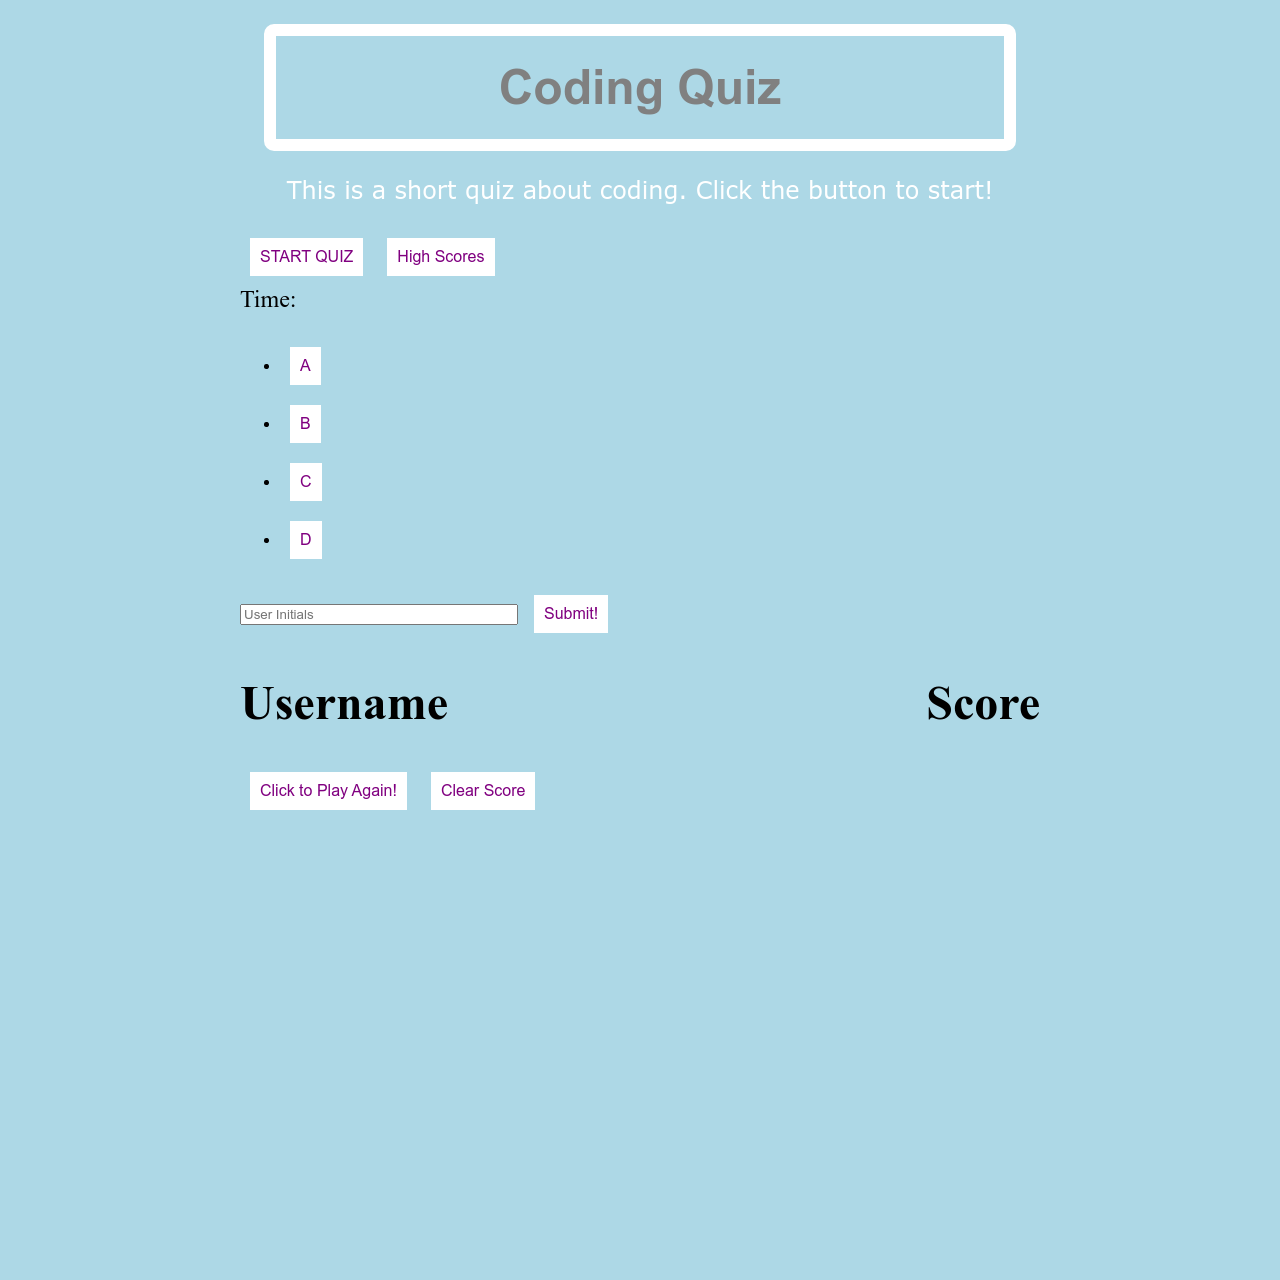 Coding Quiz
This is a short quiz about coding. Click the button to start!
START QUIZ High Scores
Time:
A
B
C
D
User Initials Submit!
Username Score
Click to Play Again! Clear Score